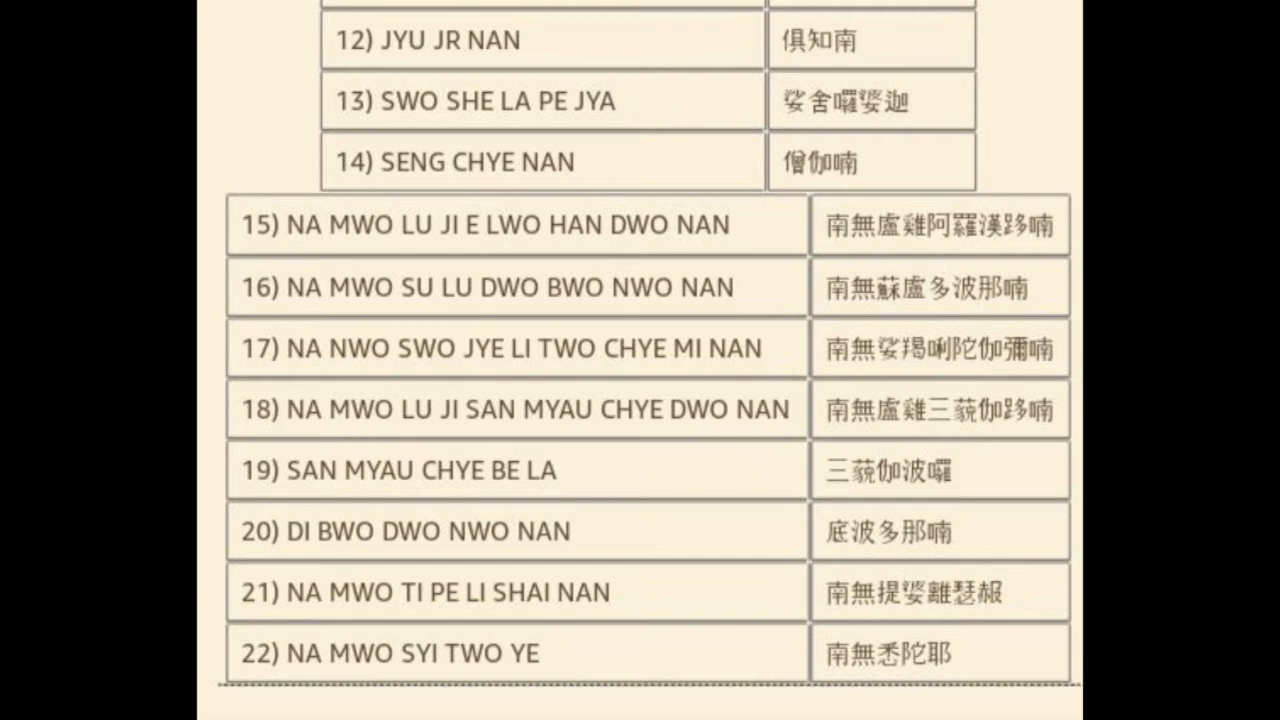 12) JYU JR NAN 俱知南
13) SWO SHE LA PE JYA 娑舍囉婆迦
14) SENG CHYE NAN 僧伽喃
15) NA MWO LU JI E LWO HAN DWO NAN 南無盧雞阿羅漢跢喃
16) NA MWO SU LU DWO BWO NWO NAN 南無蘇盧多波那喃
17) NA NWO SWO JYE LI TWO CHYE MI NAN 南無娑羯唎陀伽彌喃
18) NA MWO LU JI SAN MYAU CHYE DWO NAN 南無盧雞三藐伽跢喃
19) SAN MYAU CHYE BE LA 三藐伽波囉
20) DI BWO DWO NWO NAN 底波多那喃
21) NA MWO TI PE LI SHAI NAN 南無提婆離瑟赧
22) NA MWO SYI TWO YE 南無悉陀耶